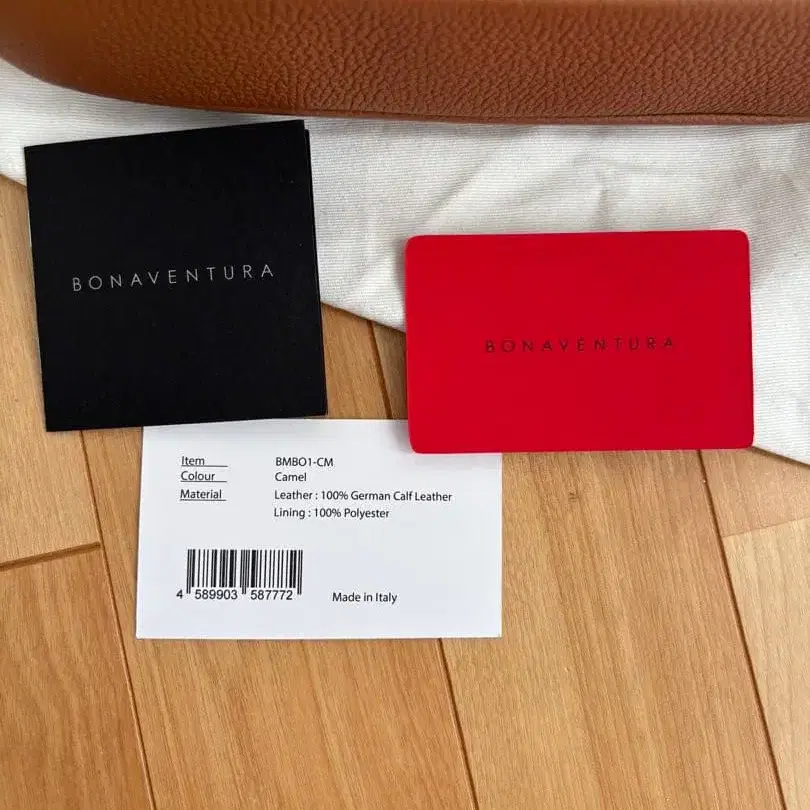 BONAVENTURA
BONAVENTURA
Item BMBO1-CM
Colour Camel
Material Leather : 100% German Calf Leather
Lining : 100% Polyester
4 589903 587772
Made in Italy